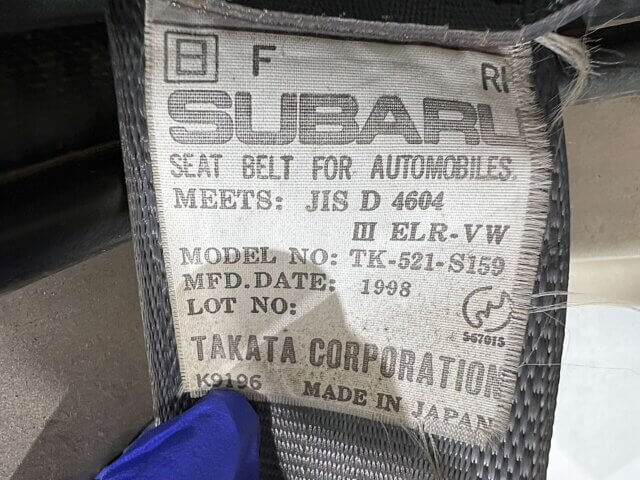 日 F RI
SUBARU
SEAT BELT FOR AUTOMOBILES.
MEETS: JIS D 4604
III ELR-VW
MODEL NO: TK-521-S159
MFD.DATE: 1998
LOT NO:
567015
TAKATA CORPORATION
K9196 MADE IN JAPAN